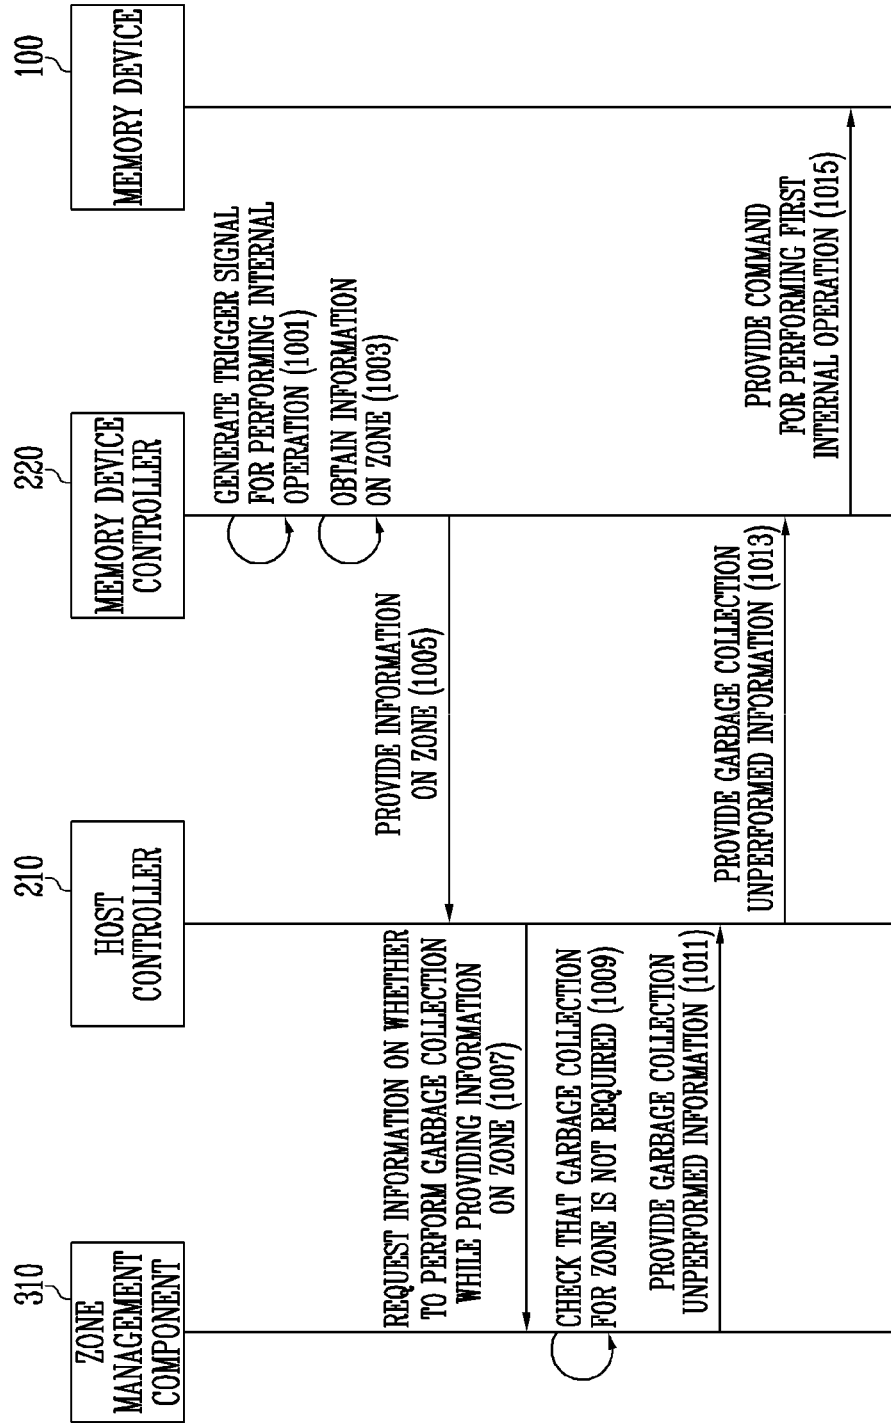 310
ZONE
MANAGEMENT
COMPONENT
210
HOST
CONTROLLER
220
MEMORY DEVICE
CONTROLLER
100
MEMORY DEVICE
GENERATE TRIGGER SIGNAL
FOR PERFORMING INTERNAL
OPERATION (1001)
OBTAIN INFORMATION
ON ZONE (1003)
PROVIDE INFORMATION
ON ZONE (1005)
REQUEST INFORMATION ON WHETHER
TO PERFORM GARBAGE COLLECTION
WHILE PROVIDING INFORMATION
ON ZONE (1007)
CHECK THAT GARBAGE COLLECTION
FOR ZONE IS NOT REQUIRED (1009)
PROVIDE GARBAGE COLLECTION
UNPERFORMED INFORMATION (1011)
PROVIDE GARBAGE COLLECTION
UNPERFORMED INFORMATION (1013)
PROVIDE COMMAND
FOR PERFORMING FIRST
INTERNAL OPERATION (1015)